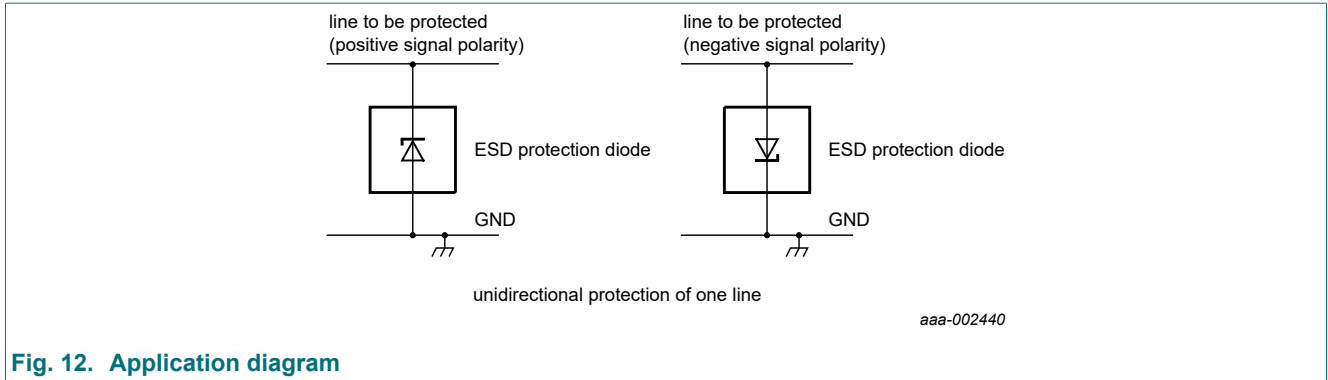 line to be protected
(positive signal polarity)
line to be protected
(negative signal polarity)
ESD protection diode
ESD protection diode
GND
GND
unidirectional protection of one line
aaa-002440
Fig. 12. Application diagram